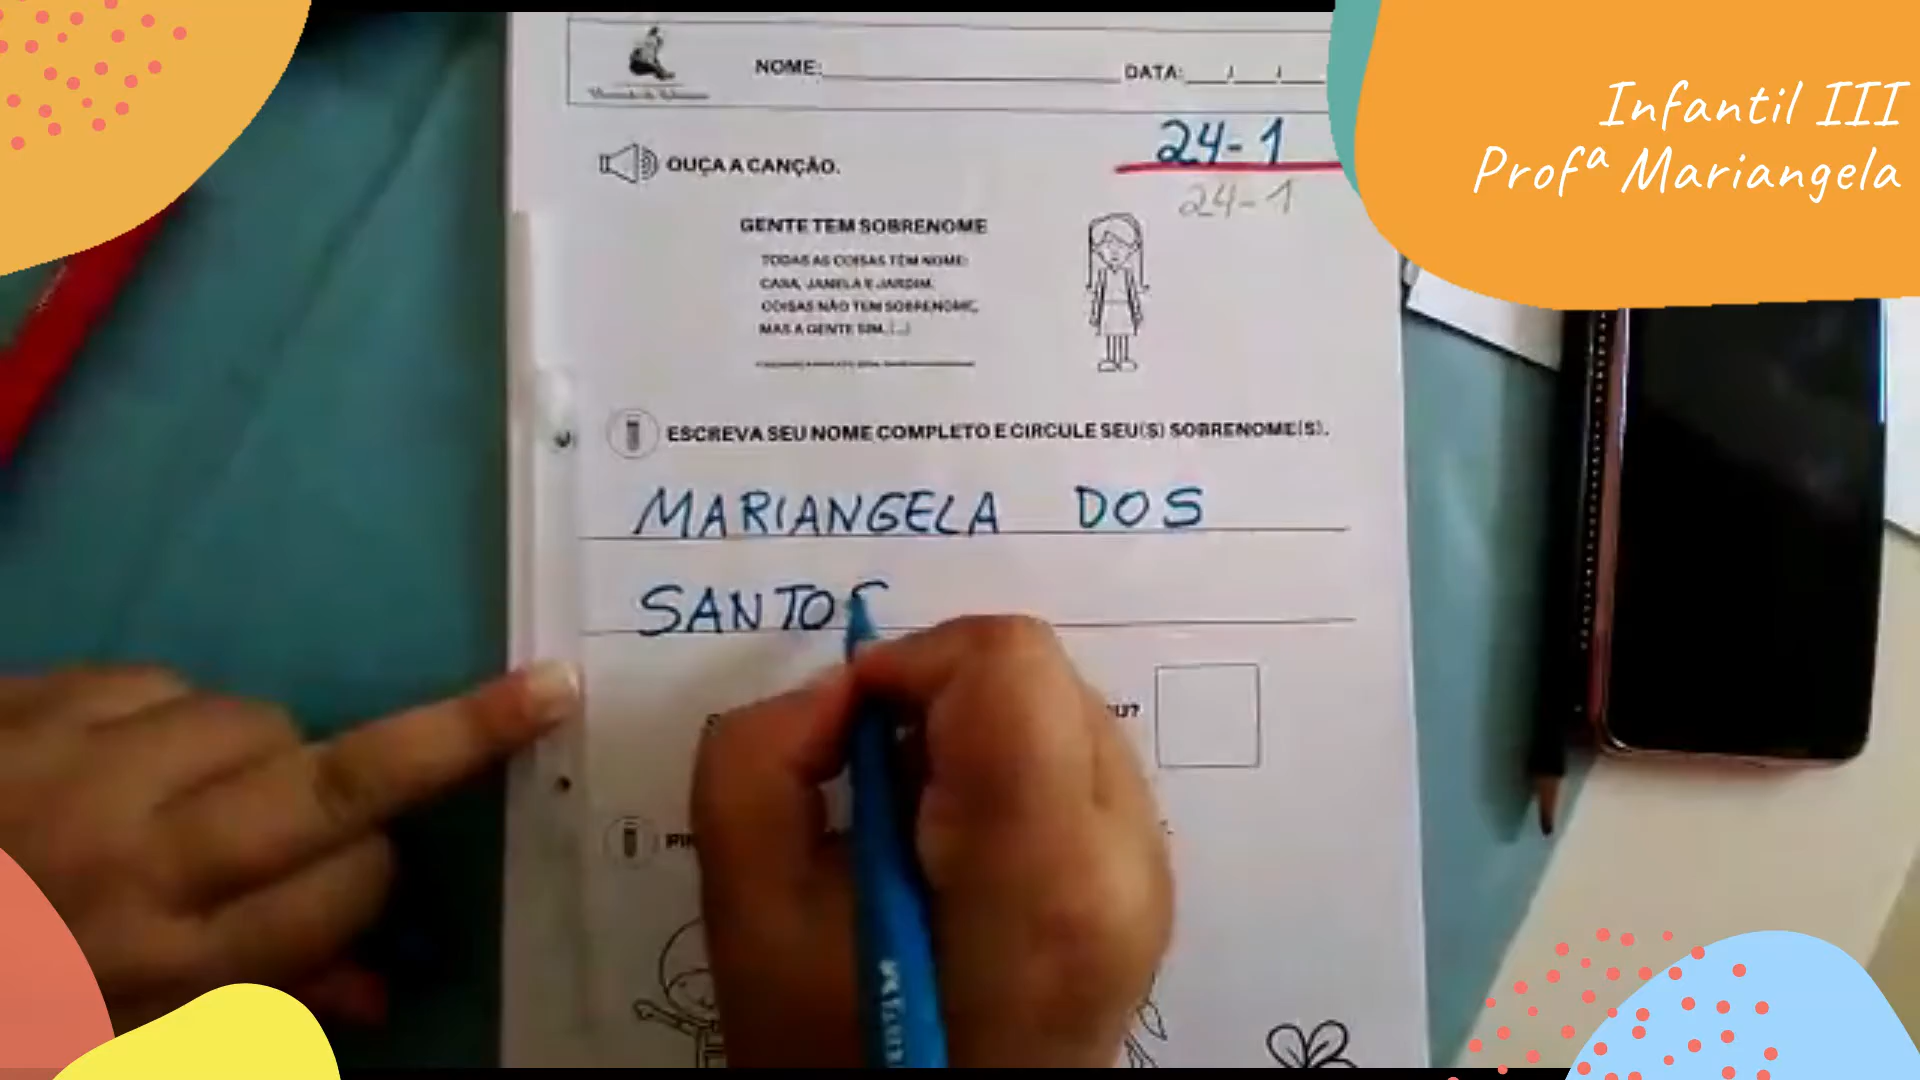 Infantil III
Profª Mariangela
NOME: DATA: / /
24-1
OUÇA A CANÇÃO.
24-1
GENTE TEM SOBRENOME
TODAS AS COISAS TÊM NOME:
CASA, JANELA E JARDIM.
COISAS NÃO TEM SOBRENOME,
MAS A GENTE SIM. [...]
ESCREVA SEU NOME COMPLETO E CIRCULE SEU(S) SOBRENOME(S).
MARIANGELA DOS
SANTOS